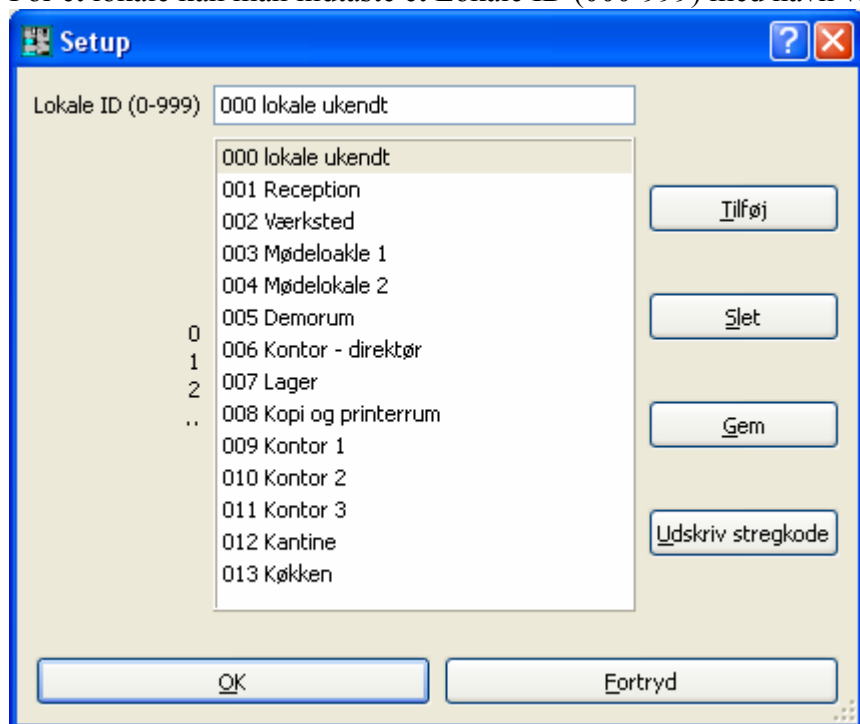 Setup
Lokale ID (0-999) 000 lokale ukendt
000 lokale ukendt
001 Reception
002 Værksted
003 Mødeloakle 1
004 Mødelokale 2
005 Demorum
006 Kontor - direktør
007 Lager
008 Kopi og printerrum
009 Kontor 1
010 Kontor 2
011 Kontor 3
012 Kantine
013 Køkken
0
1
2
..
Tilføj
Slet
Gem
Udskriv stregkode
OK
Fortryd